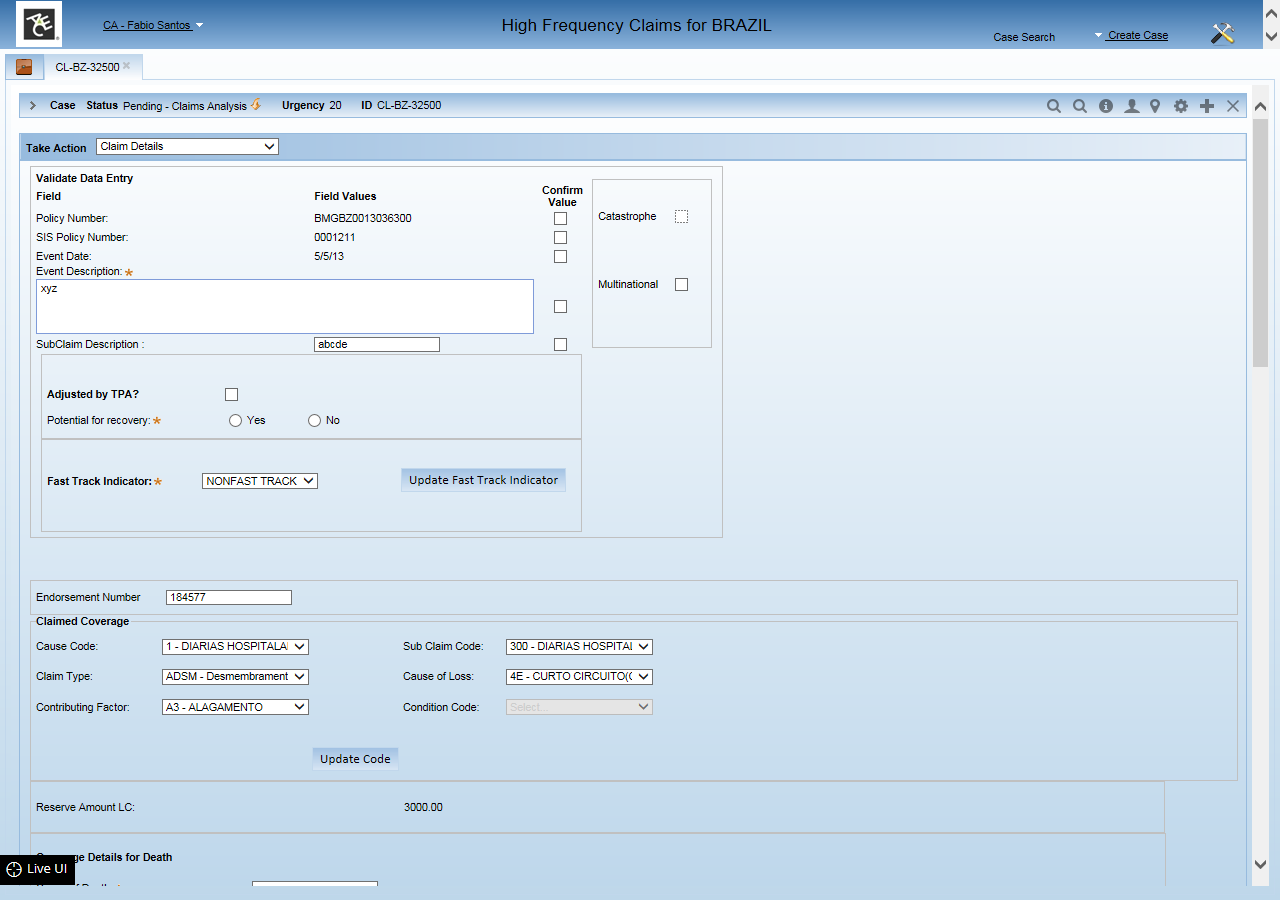 ACE
CA - Fabio Santos
High Frequency Claims for BRAZIL
Case Search
Create Case
CL-BZ-32500
Case Status Pending - Claims Analysis Urgency 20 ID CL-BZ-32500
Take Action Claim Details
Validate Data Entry
Field Field Values Confirm Value
Policy Number: BMGBZ0013036300
SIS Policy Number: 0001211
Event Date: 5/5/13
Event Description: *
xyz
SubClaim Description : abcde
Catastrophe
Multinational
Adjusted by TPA?
Potential for recovery: * Yes No
Fast Track Indicator: * NONFAST TRACK Update Fast Track Indicator
Endorsement Number 184577
Claimed Coverage
Cause Code: 1 - DIARIAS HOSPITALA Sub Claim Code: 300 - DIARIAS HOSPITAL
Claim Type: ADSM - Desmembrament Cause of Loss: 4E - CURTO CIRCUITO(
Contributing Factor: A3 - ALAGAMENTO Condition Code: Select...
Update Code
Reserve Amount LC: 3000.00
Details for Death
Live UI